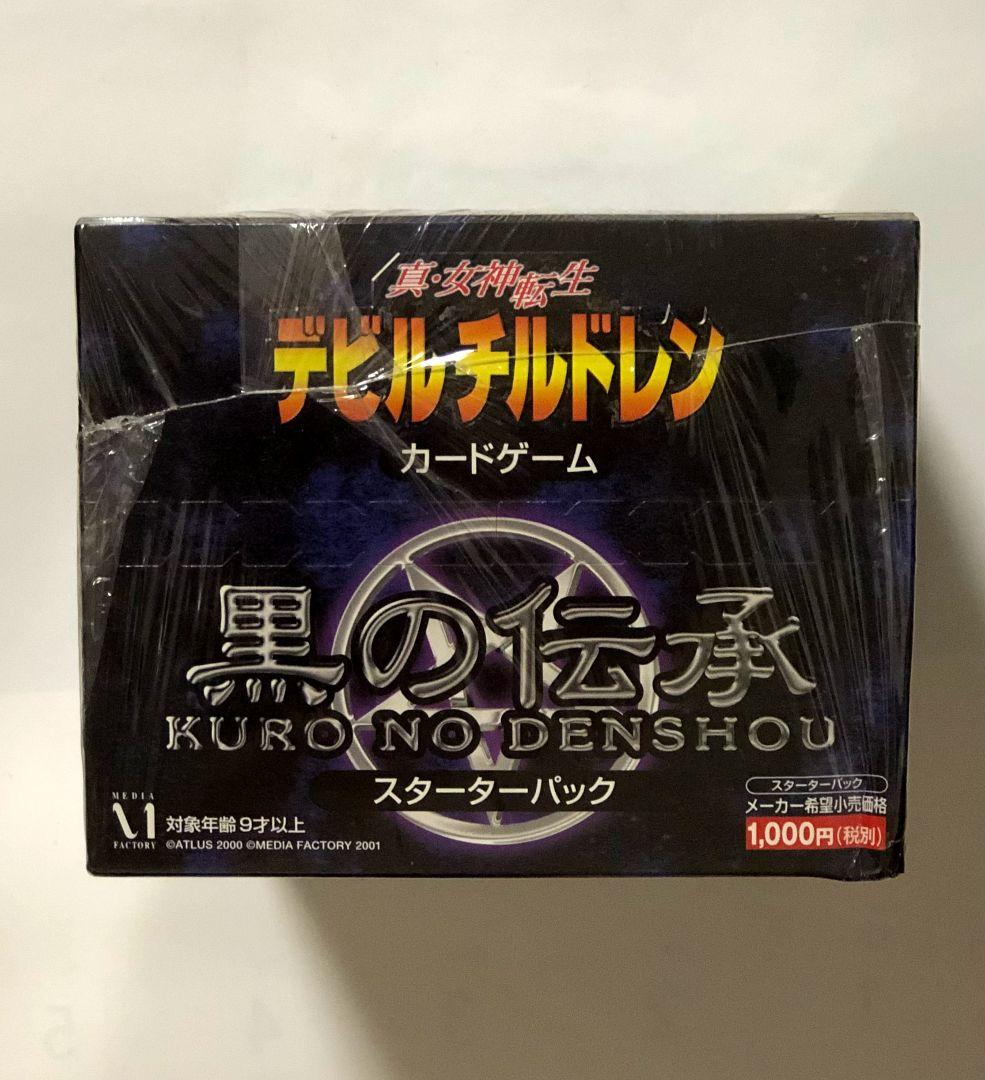 真・女神転生
デビルチルドレン
カードゲーム
黒の伝承
KURO NO DENSHOU
スターターパック
MEDIA
FACTORY
対象年齢9才以上
©ATLUS 2000 ©MEDIA FACTORY 2001
スターターパック
メーカー希望小売価格
1,000円(税別)